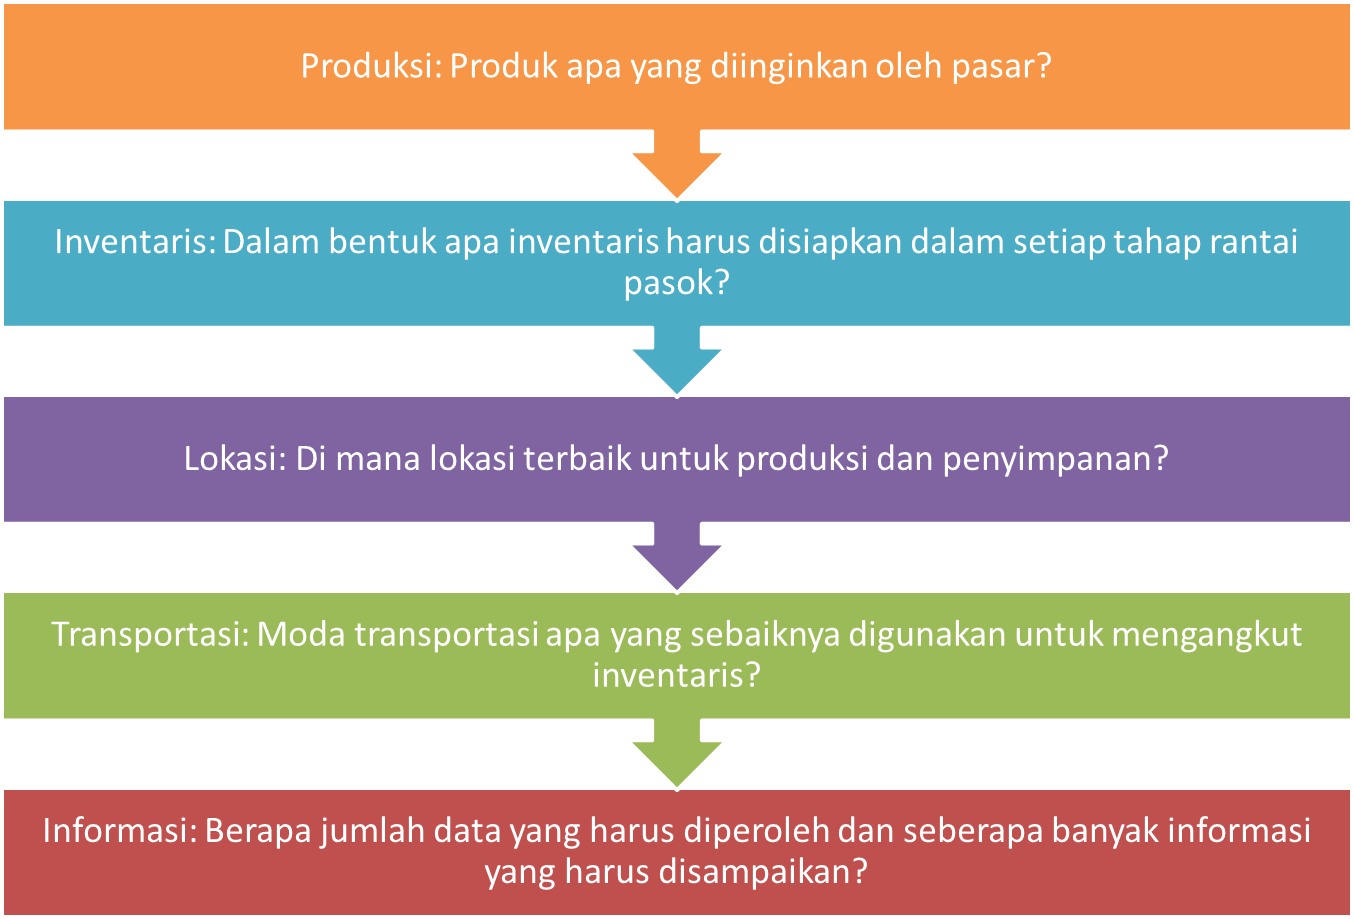 Produksi: Produk apa yang diinginkan oleh pasar?
Inventaris: Dalam bentuk apa inventaris harus disiapkan dalam setiap tahap rantai
pasok?
Lokasi: Di mana lokasi terbaik untuk produksi dan penyimpanan?
Transportasi: Moda transportasi apa yang sebaiknya digunakan untuk mengangkut
inventaris?
Informasi: Berapa jumlah data yang harus diperoleh dan seberapa banyak informasi
yang harus disampaikan?